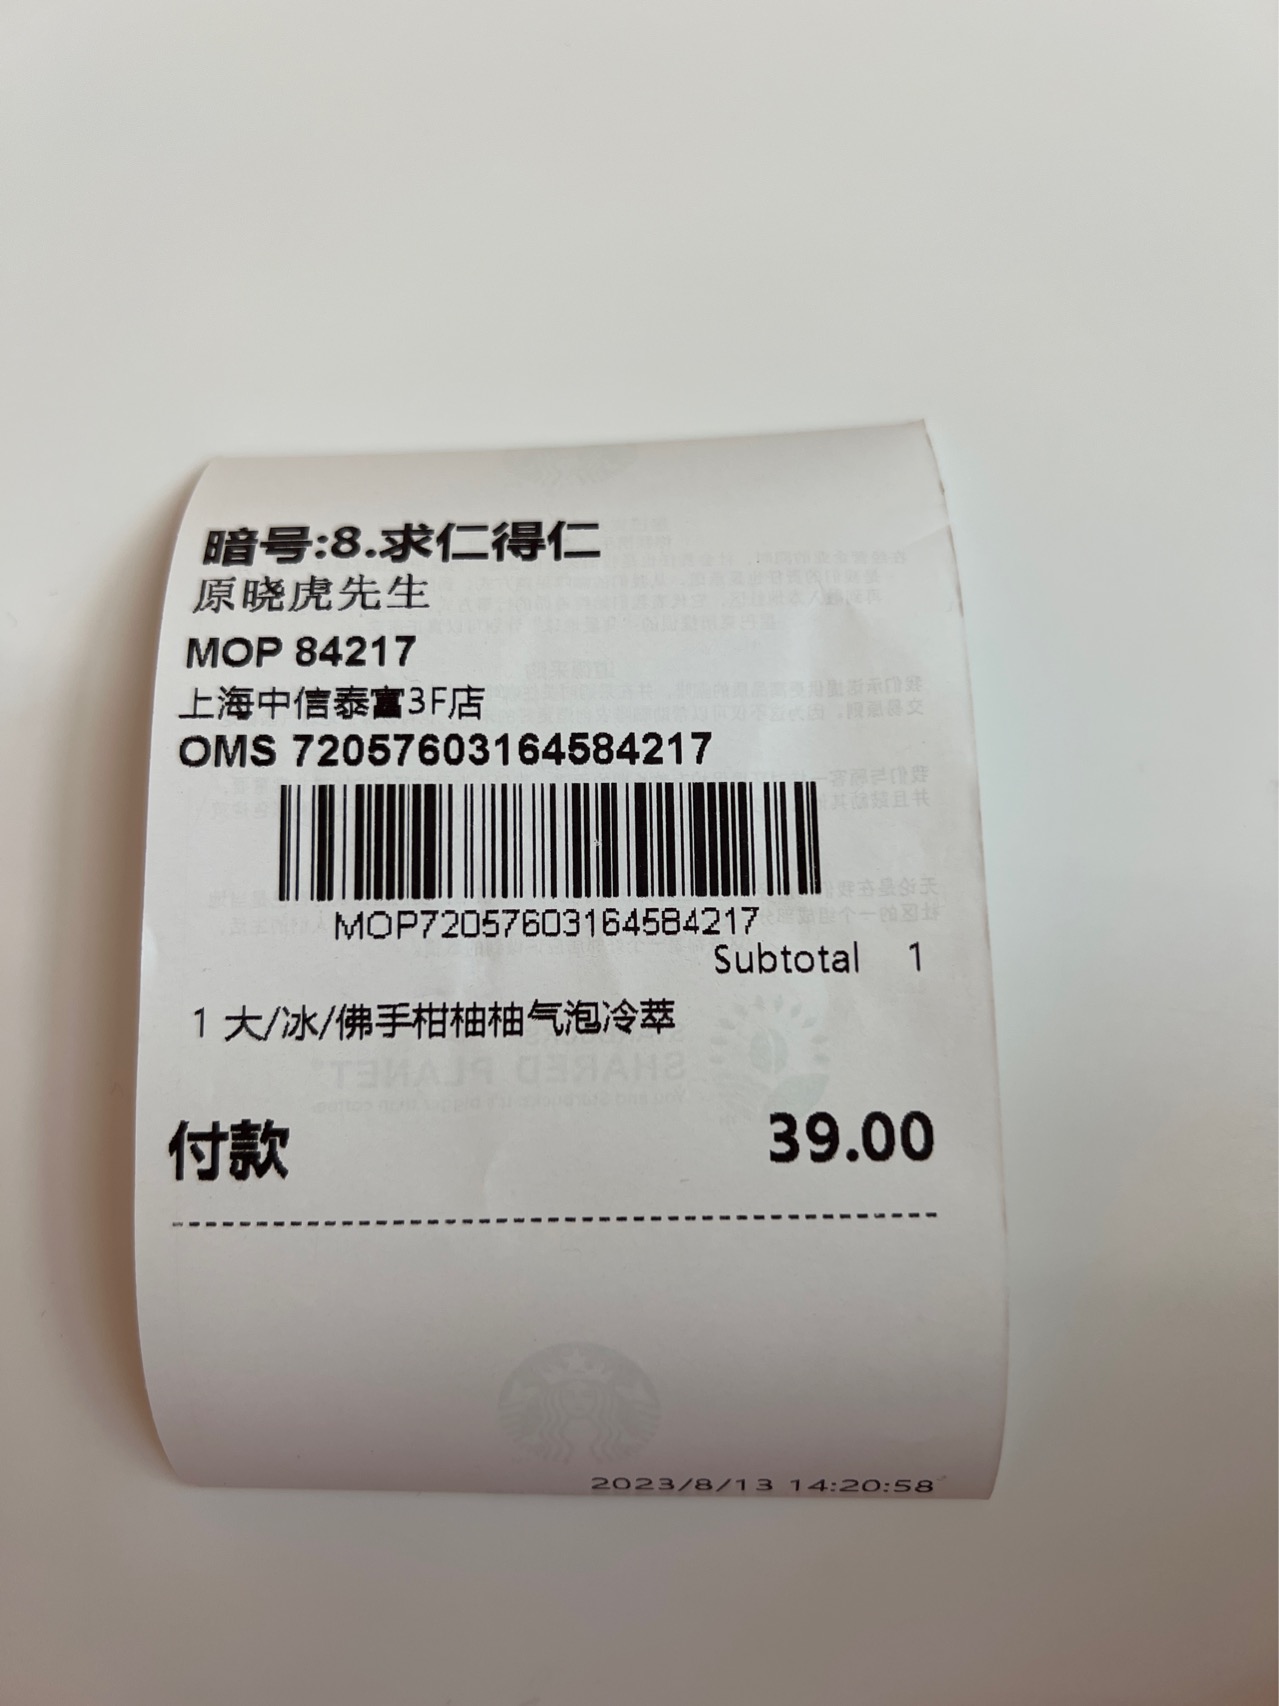 暗号:8.求仁得仁
原晓虎先生
MOP 84217
上海中信泰富3F店
OMS 72057603164584217
MOP72057603164584217
Subtotal 1
1 大/冰/佛手柑柚柚气泡冷萃
付款 39.00
2023/8/13 14:20:58